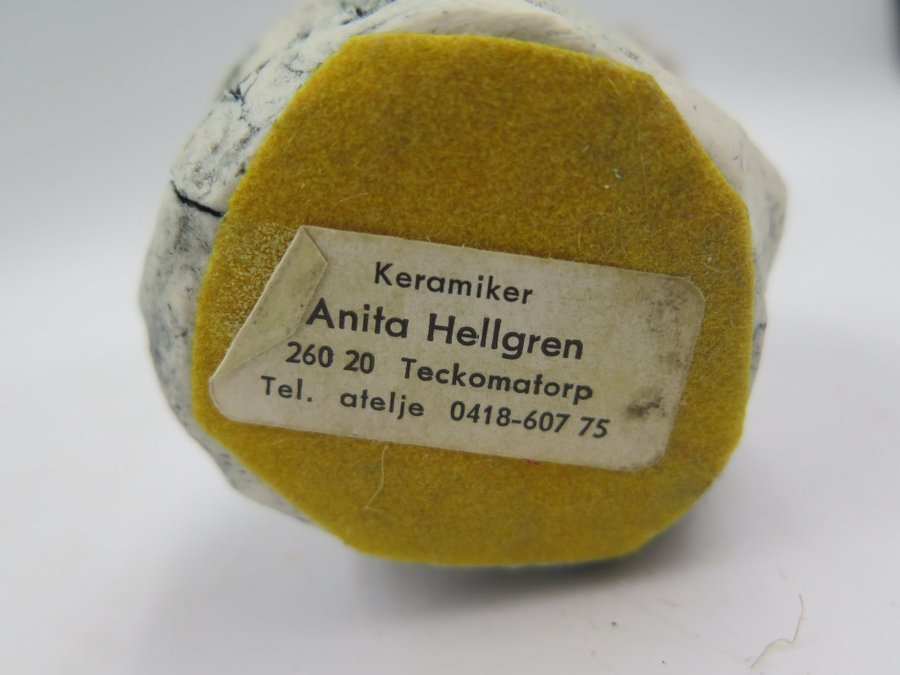 Keramiker
Anita Hellgren
260 20 Teckomatorp
Tel. atelje 0418-607 75